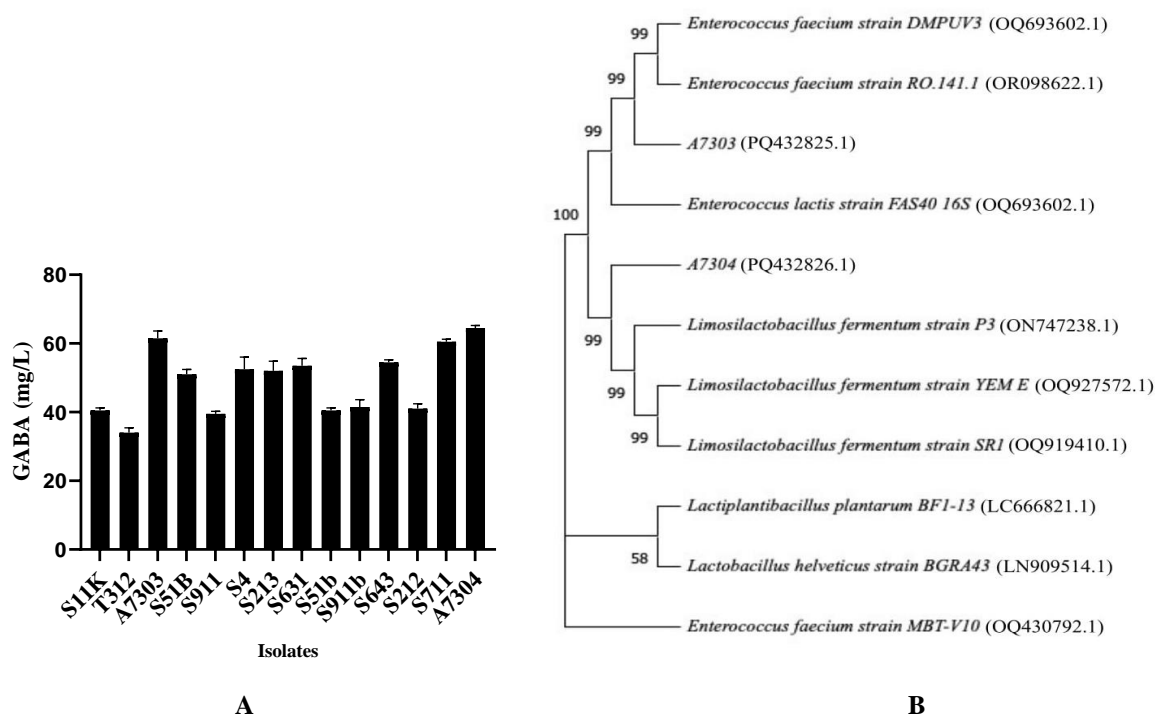 GABA (mg/L)
80
60
40
20
0
S11K
T312
A7303
S51B
S911
S4
S213
S631
S51b
S911b
S643
S212
S711
A7304
Isolates
A
Enterococcus faecium strain DMPUV3 (OQ693602.1)
99
Enterococcus faecium strain RO.141.1 (OR098622.1)
99
A7303 (PQ432825.1)
99
Enterococcus lactis strain FAS40 16S (OQ693602.1)
100
A7304 (PQ432826.1)
Limosilactobacillus fermentum strain P3 (ON747238.1)
99
Limosilactobacillus fermentum strain YEM E (OQ927572.1)
99
Limosilactobacillus fermentum strain SR1 (OQ919410.1)
99
Lactiplantibacillus plantarum BF1-13 (LC666821.1)
Lactobacillus helveticus strain BGRA43 (LN909514.1)
58
Enterococcus faecium strain MBT-V10 (OQ430792.1)
B